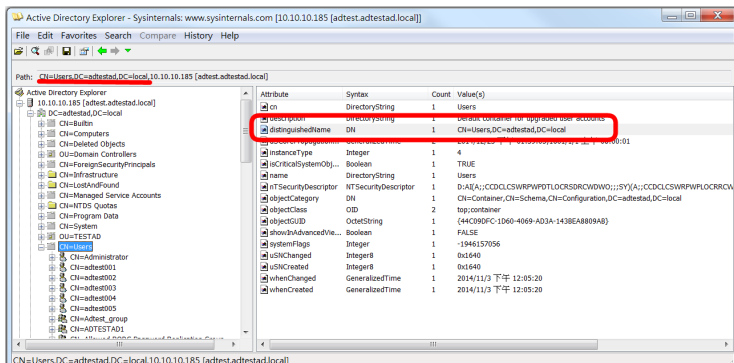 Active Directory Explorer - Sysinternals: www.sysinternals.com [10.10.10.185 [adtest.adtestad.local]]
File Edit Favorites Search Compare History Help
Path: CN=Users,DC=adtestad,DC=local,10.10.10.185 [adtest.adtestad.local]
Active Directory Explorer
10.10.10.185 [adtest.adtestad.local]
DC=adtestad,DC=local
CN=Builtin
CN=Computers
CN=Deleted Objects
OU=Domain Controllers
CN=ForeignSecurityPrincipals
CN=Infrastructure
CN=LostAndFound
CN=Managed Service Accounts
CN=NTDS Quotas
CN=Program Data
CN=System
OU=TESTAD
CN=Users
CN=Administrator
CN=adtest001
CN=adtest002
CN=adtest003
CN=adtest004
CN=adtest005
CN=Adtest_group
CN=ADTESTAD1
Attribute Syntax Count Value(s)
cn DirectoryString 1 Users
description DirectoryString 1 Default container for upgraded user accounts
distinguishedName DN 1 CN=Users,DC=adtestad,DC=local
instanceType Integer 1 4
isCriticalSystemObj... Boolean 1 TRUE
name DirectoryString 1 Users
nTSecurityDescriptor NTSecurityDescriptor 1 D:AI(A;;CCDCLCSWRPWPDTLOCRSDRCWDWO;;;SY)(A;;CCDCLCSWRPWPLOCRRCW
objectCategory DN 1 CN=Container,CN=Schema,CN=Configuration,DC=adtestad,DC=local
objectClass OID 2 top;container
objectGUID OctetString 1 {44C09DFC-1D60-4069-AD3A-143BEA8809AB}
showInAdvancedVie... Boolean 1 FALSE
systemFlags Integer 1 -1946157056
uSNChanged Integer8 1 0x1640
uSNCreated Integer8 1 0x1640
whenChanged GeneralizedTime 1 2014/11/3 下午 12:05:20
whenCreated GeneralizedTime 1 2014/11/3 下午 12:05:20
CN=Users,DC=adtestad,DC=local,10.10.10.185 [adtest.adtestad.local]